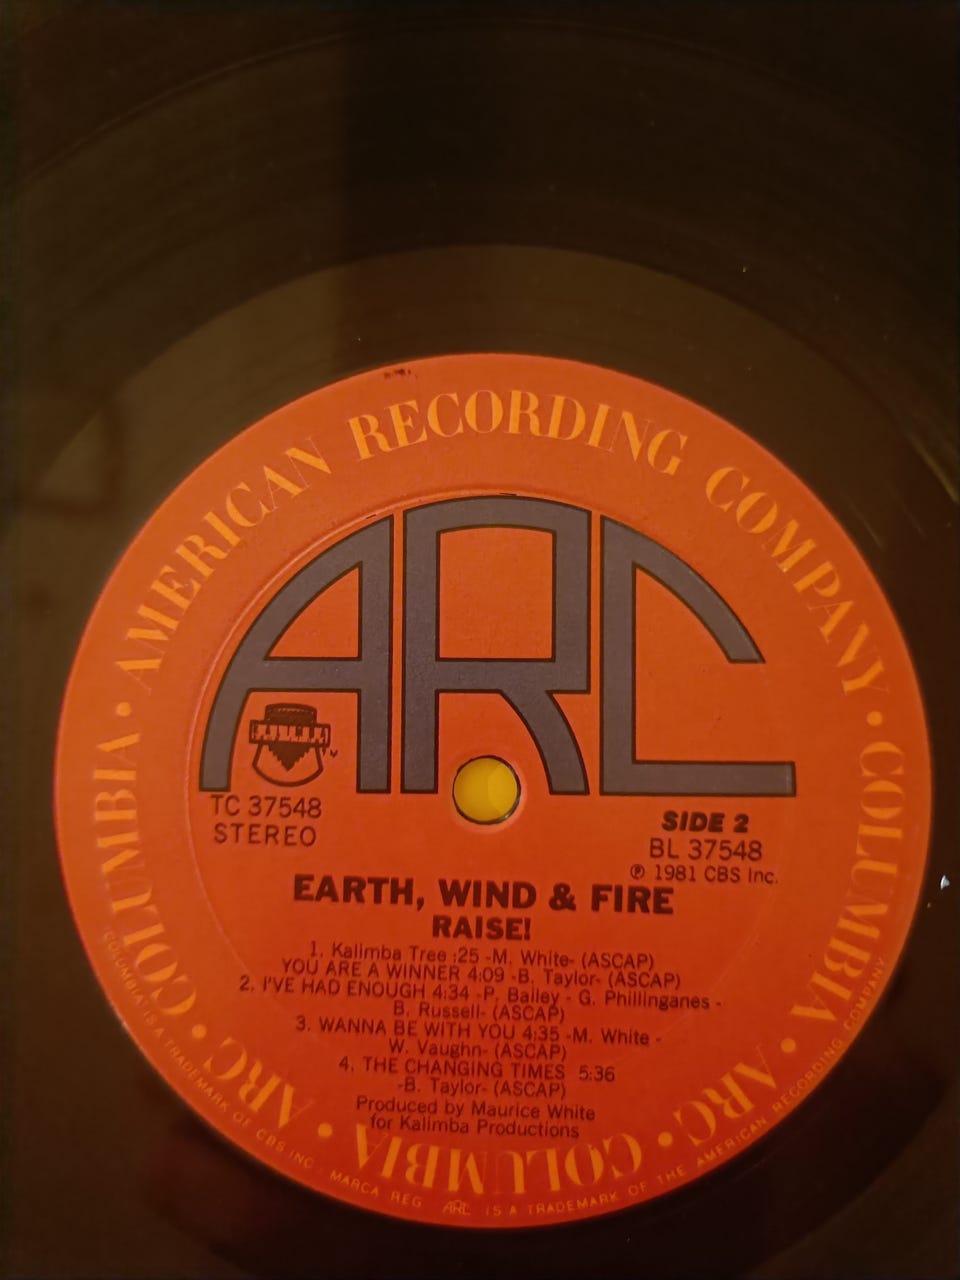 • AMERICAN RECORDING COMPANY • COLUMBIA • ARC • COLUMBIA • ARC • COLUMBIA
ARC
TC 37548
STEREO
SIDE 2
BL 37548
℗ 1981 CBS Inc.
EARTH, WIND & FIRE
RAISE!
1. Kalimba Tree :25 -M. White- (ASCAP)
YOU ARE A WINNER 4:09 -B. Taylor- (ASCAP)
2. I'VE HAD ENOUGH 4:34 -P. Bailey - G. Phillinganes -
B. Russell- (ASCAP)
3. WANNA BE WITH YOU 4:35 -M. White -
W. Vaughn- (ASCAP)
4. THE CHANGING TIMES 5:36
-B. Taylor- (ASCAP)
Produced by Maurice White
for Kalimba Productions
COLUMBIA IS A TRADEMARK OF CBS INC. MARCA REG. ARC IS A TRADEMARK OF THE AMERICAN RECORDING COMPANY